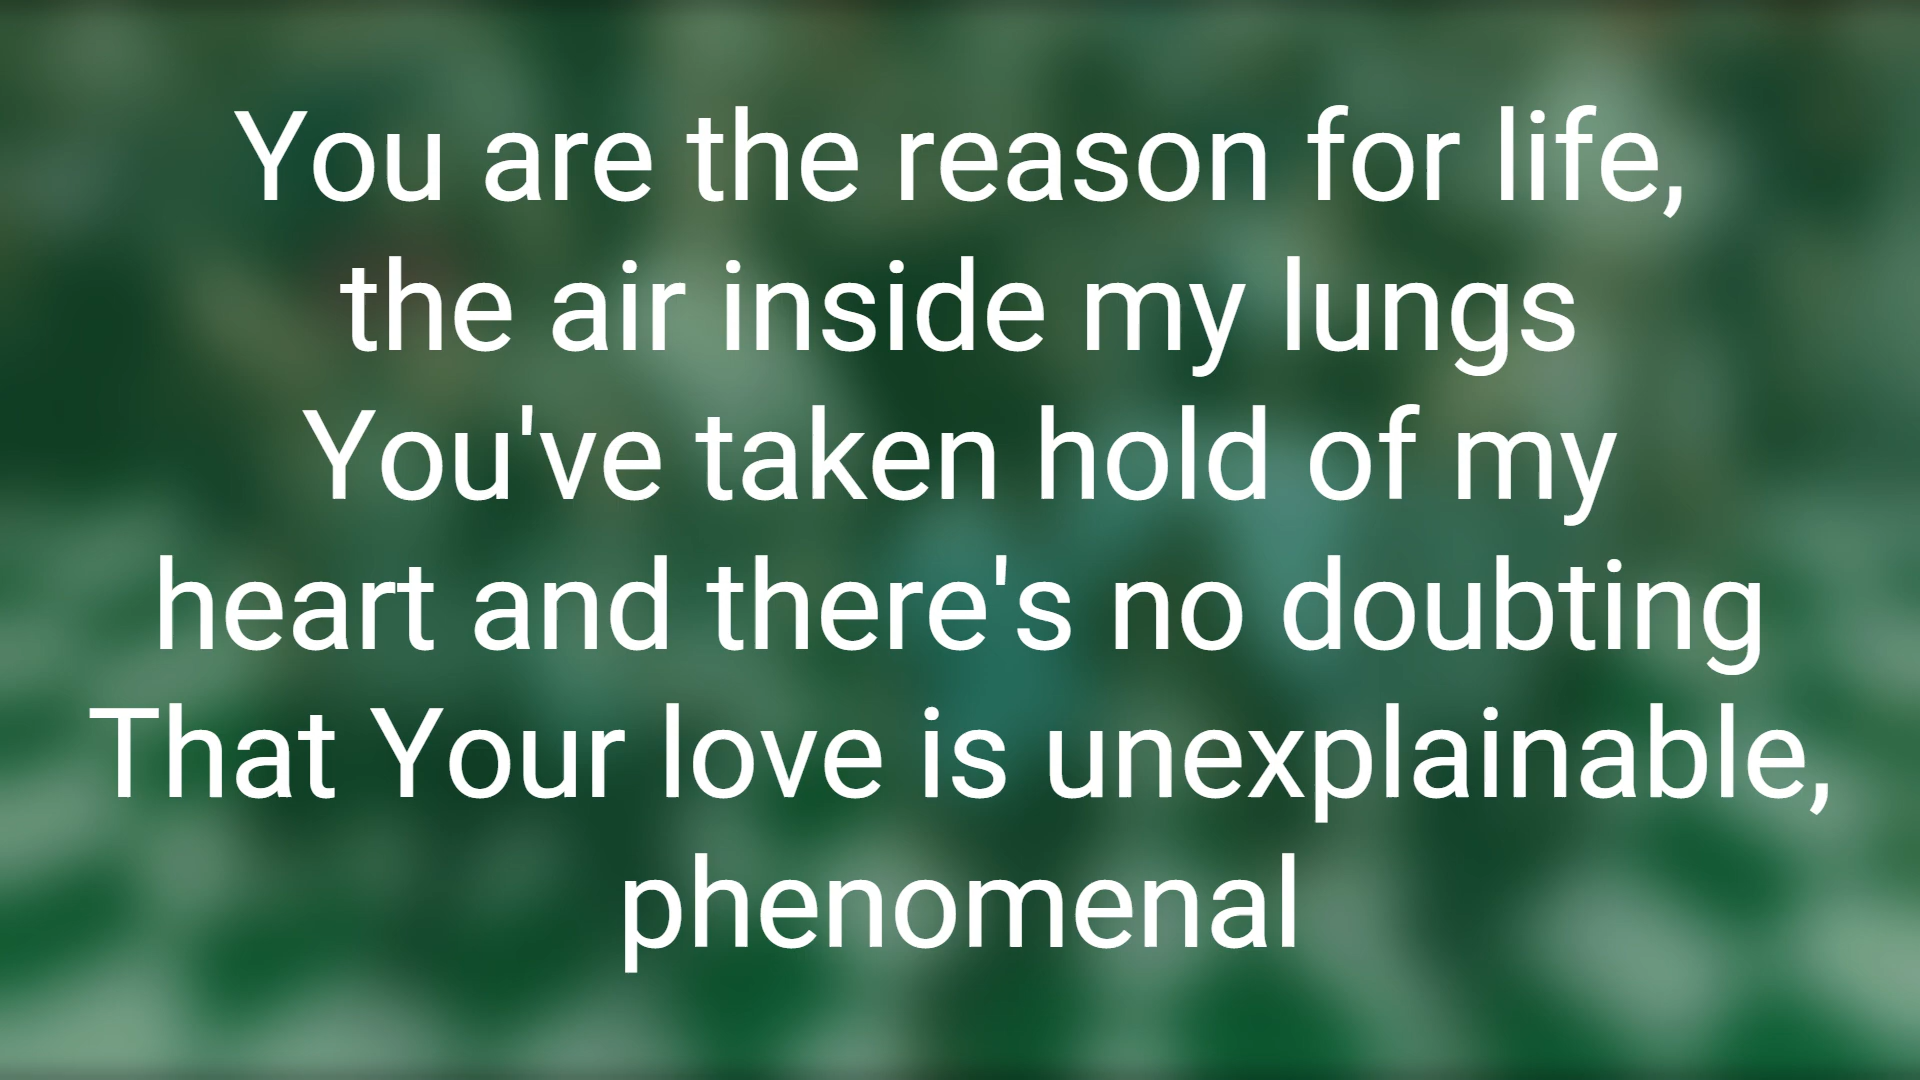 You are the reason for life,
the air inside my lungs
You've taken hold of my
heart and there's no doubting
That Your love is unexplainable,
phenomenal